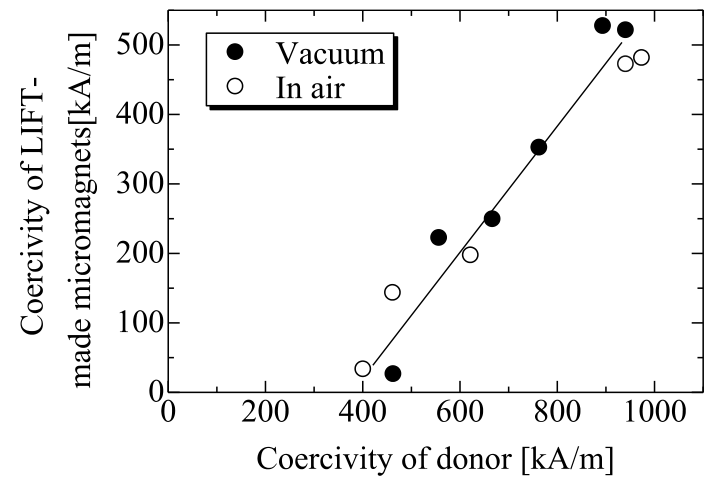 Coercivity of LIFT-
made micromagnets[kA/m]
500
400
300
200
100
0
Vacuum
In air
0 200 400 600 800 1000
Coercivity of donor [kA/m]